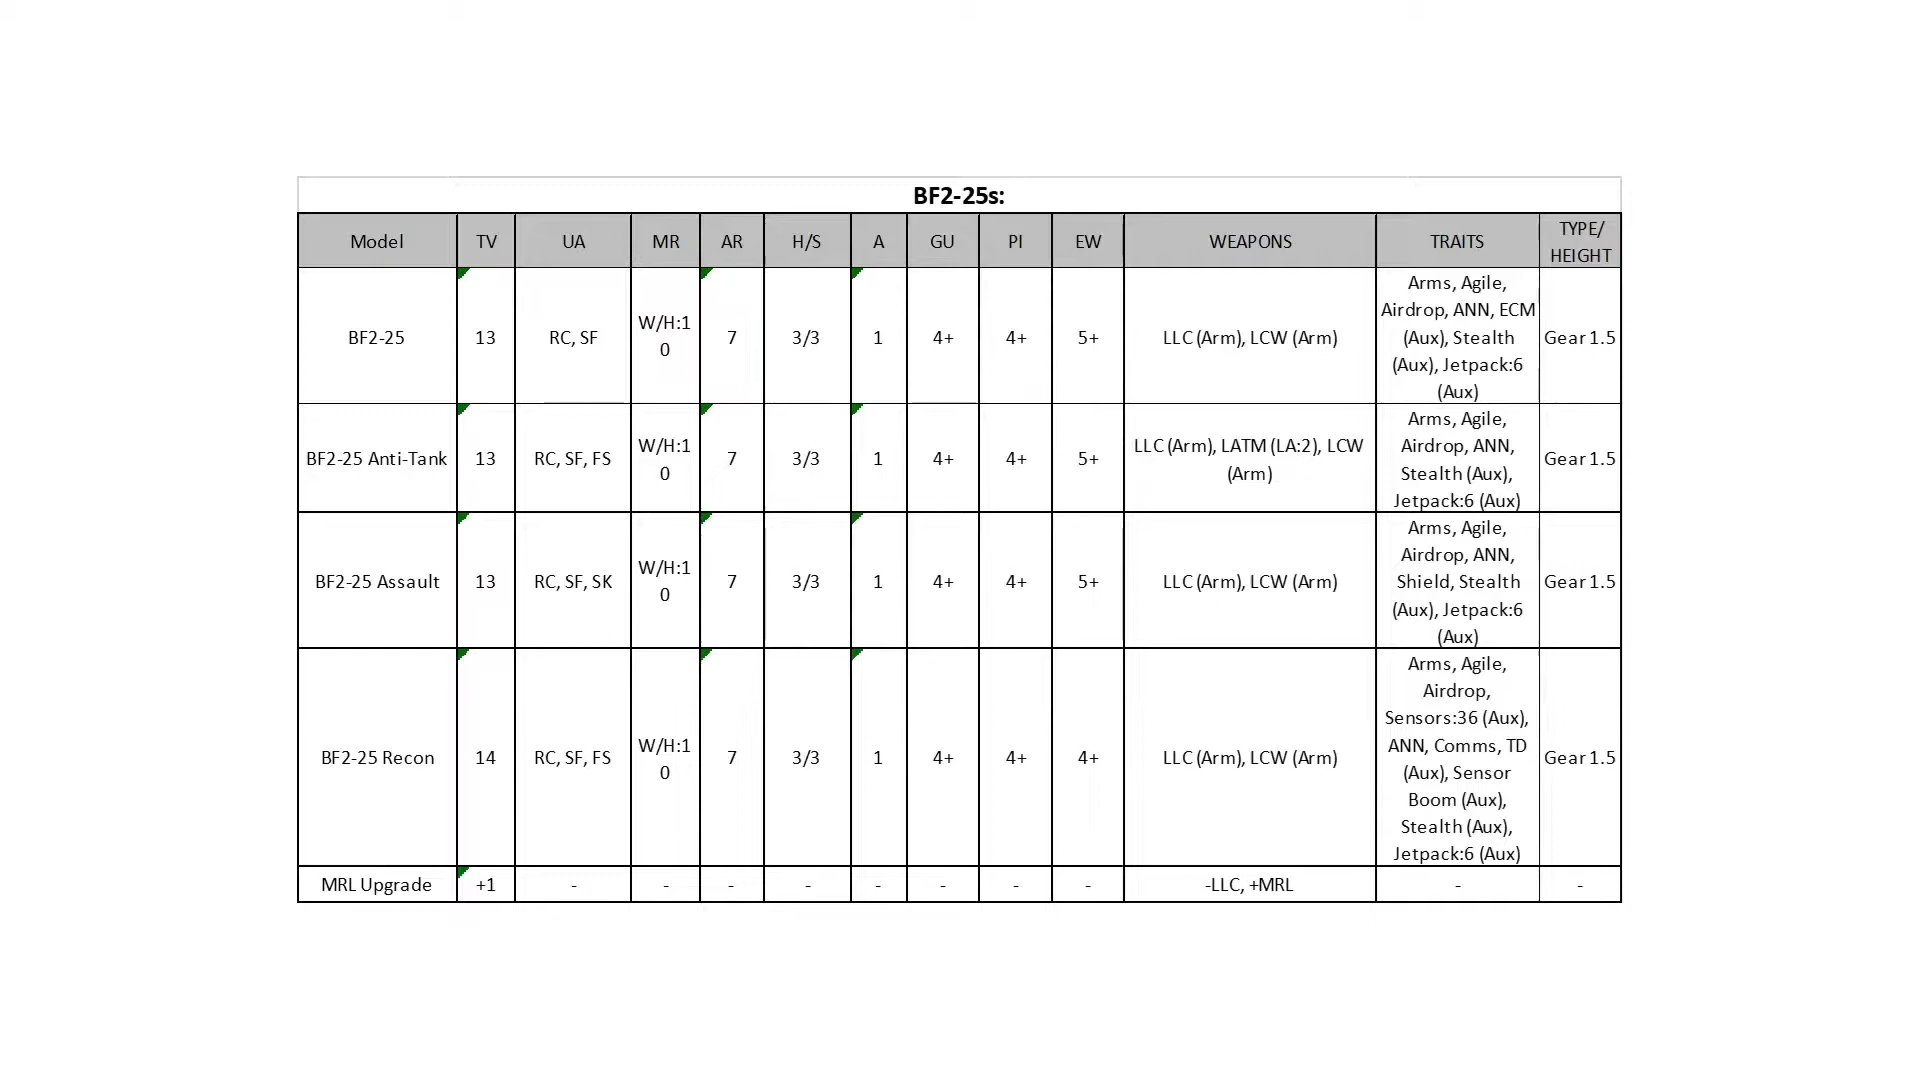 BF2-25s:
Model TV UA MR AR H/S A GU PI EW WEAPONS TRAITS TYPE/
HEIGHT
BF2-25 13 RC, SF W/H:1
0 7 3/3 1 4+ 4+ 5+ LLC (Arm), LCW (Arm) Arms, Agile,
Airdrop, ANN, ECM
(Aux), Stealth
(Aux), Jetpack:6
(Aux) Gear 1.5
BF2-25 Anti-Tank 13 RC, SF, FS W/H:1
0 7 3/3 1 4+ 4+ 5+ LLC (Arm), LATM (LA:2), LCW
(Arm) Arms, Agile,
Airdrop, ANN,
Stealth (Aux),
Jetpack:6 (Aux) Gear 1.5
BF2-25 Assault 13 RC, SF, SK W/H:1
0 7 3/3 1 4+ 4+ 5+ LLC (Arm), LCW (Arm) Arms, Agile,
Airdrop, ANN,
Shield, Stealth
(Aux), Jetpack:6
(Aux) Gear 1.5
BF2-25 Recon 14 RC, SF, FS W/H:1
0 7 3/3 1 4+ 4+ 4+ LLC (Arm), LCW (Arm) Arms, Agile,
Airdrop,
Sensors:36 (Aux),
ANN, Comms, TD
(Aux), Sensor
Boom (Aux),
Stealth (Aux),
Jetpack:6 (Aux) Gear 1.5
MRL Upgrade +1 - - - - - - - - -LLC, +MRL - -